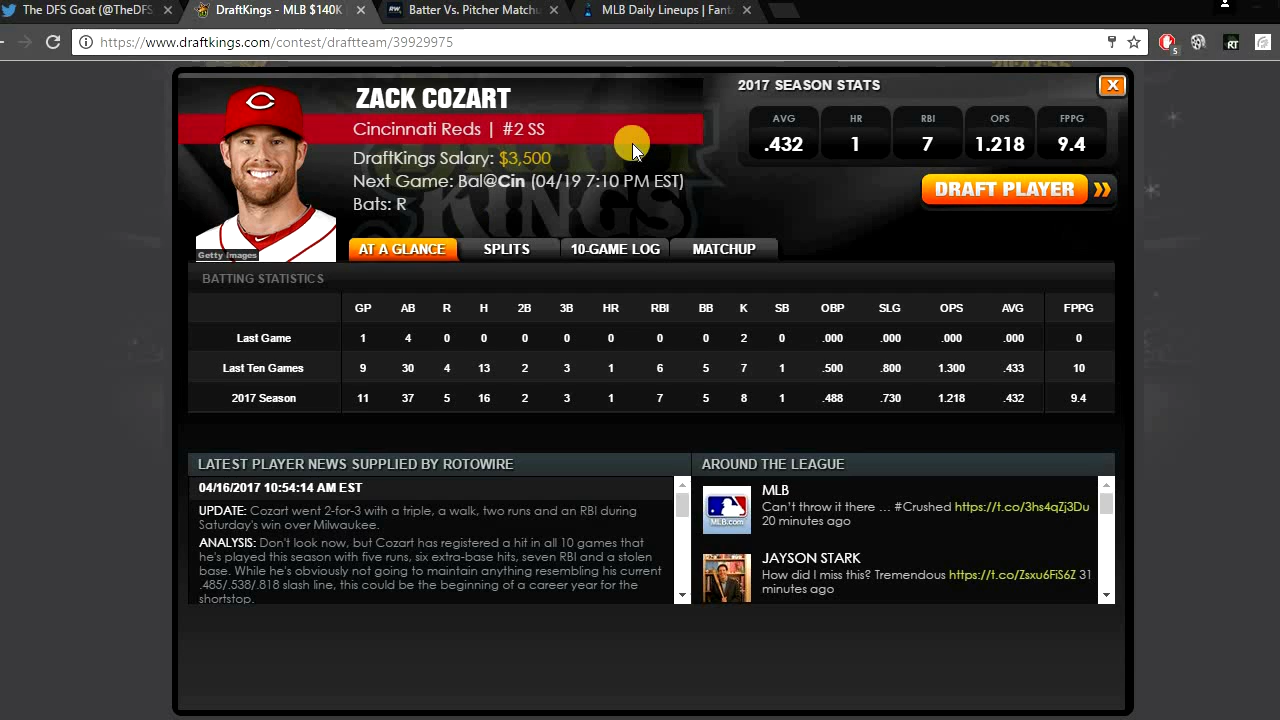 The DFS Goat (@TheDFS
DraftKings - MLB $140K
Batter Vs. Pitcher Matchu
MLB Daily Lineups | Fant
https://www.draftkings.com/contest/draftteam/39929975
ZACK COZART
Cincinnati Reds | #2 SS
DraftKings Salary: $3,500
Next Game: Bal@Cin (04/19 7:10 PM EST)
Bats: R
Getty Images
2017 SEASON STATS
X
AVG HR RBI OPS FPPG
.432 1 7 1.218 9.4
DRAFT PLAYER
AT A GLANCE SPLITS 10-GAME LOG MATCHUP
BATTING STATISTICS
GP AB R H 2B 3B HR RBI BB K SB OBP SLG OPS AVG FPPG
Last Game 1 4 0 0 0 0 0 0 0 2 0 .000 .000 .000 .000 0
Last Ten Games 9 30 4 13 2 3 1 6 5 7 1 .500 .800 1.300 .433 10
2017 Season 11 37 5 16 2 3 1 7 5 8 1 .488 .730 1.218 .432 9.4
LATEST PLAYER NEWS SUPPLIED BY ROTOWIRE
04/16/2017 10:54:14 AM EST
UPDATE: Cozart went 2-for-3 with a triple, a walk, two runs and an RBI during
Saturday's win over Milwaukee.
ANALYSIS: Don't look now, but Cozart has registered a hit in all 10 games that
he's played this season with five runs, six extra-base hits, seven RBI and a stolen
base. While he's obviously not going to maintain anything resembling his current
.485/.538/.818 slash line, this could be the beginning of a career year for the
shortstop.
AROUND THE LEAGUE
MLB.com
MLB
Can't throw it there ... #Crushed https://t.co/3hs4qZj3Du
20 minutes ago
JAYSON STARK
How did I miss this? Tremendous https://t.co/Zsxu6FiS6Z 31
minutes ago